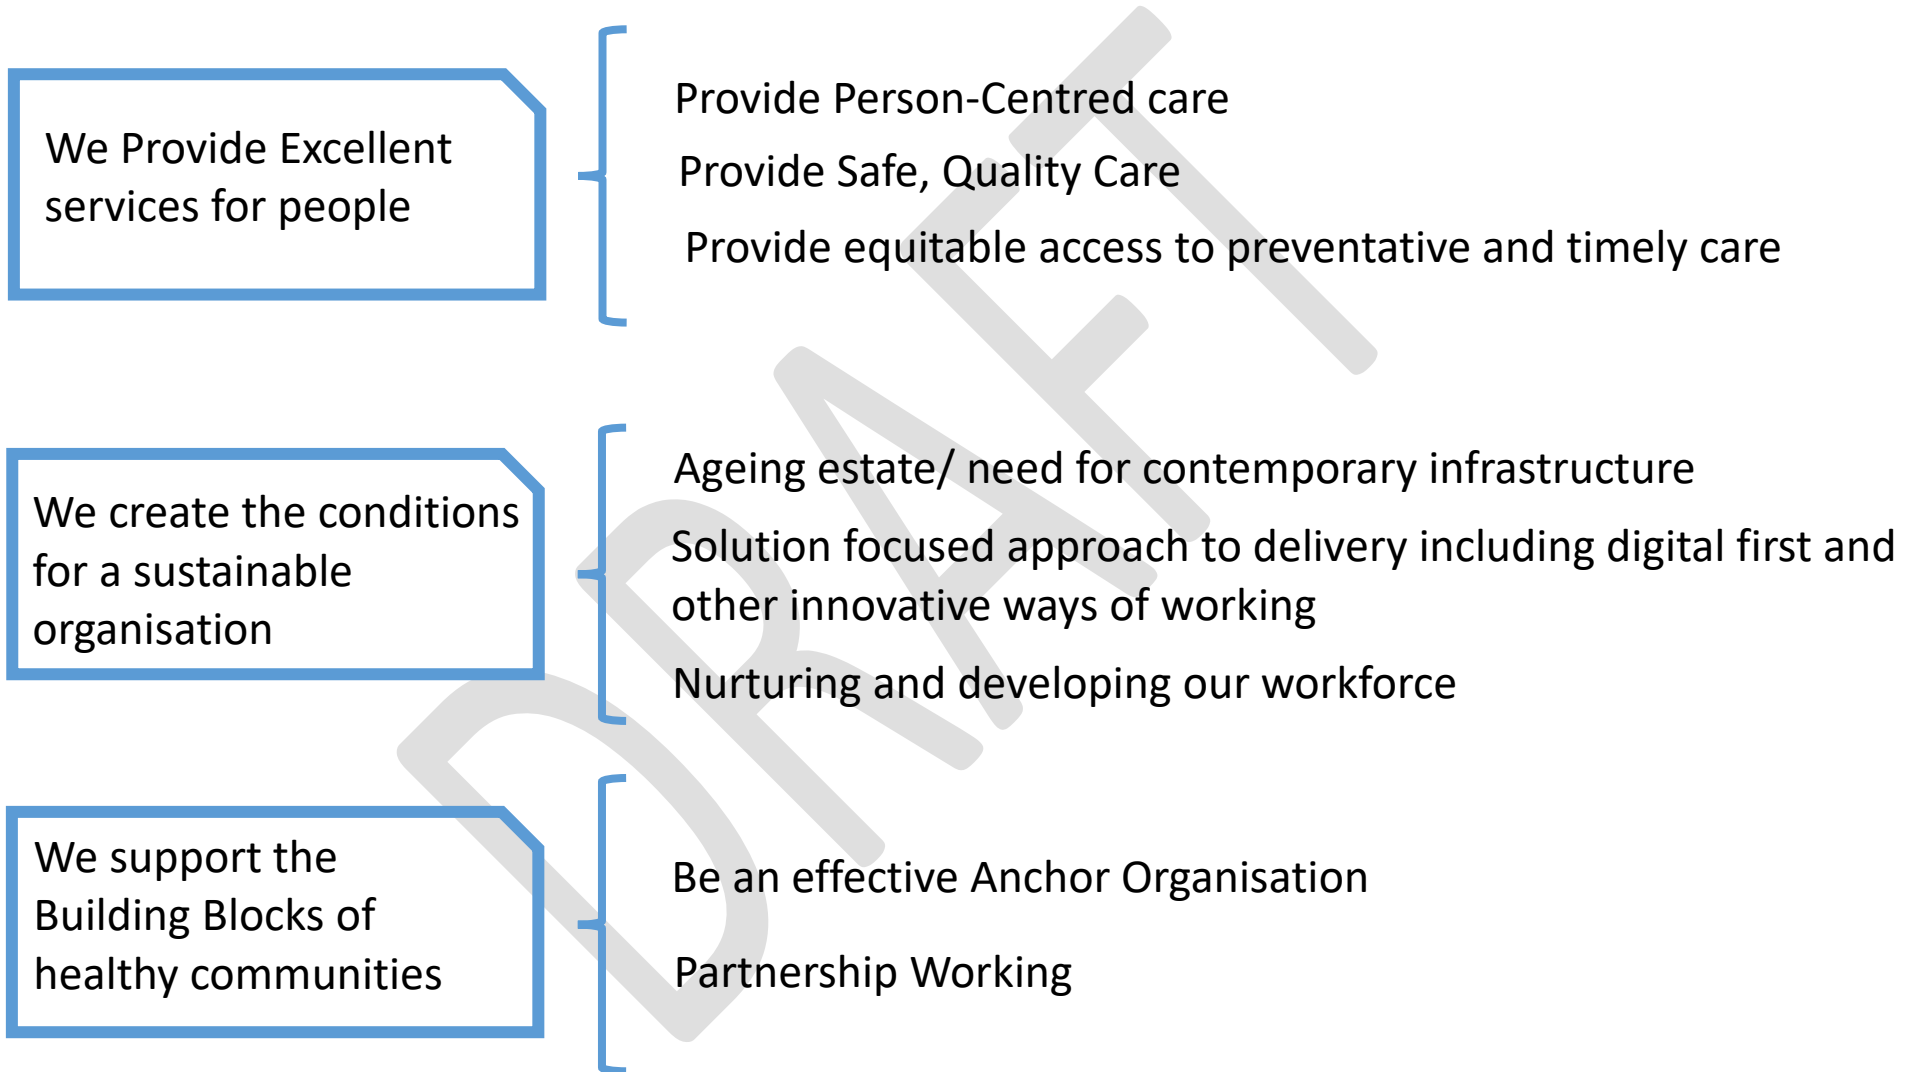 We Provide Excellent
services for people
Provide Person-Centred care
Provide Safe, Quality Care
Provide equitable access to preventative and timely care
We create the conditions
for a sustainable
organisation
Ageing estate/ need for contemporary infrastructure
Solution focused approach to delivery including digital first and
other innovative ways of working
Nurturing and developing our workforce
We support the
Building Blocks of
healthy communities
Be an effective Anchor Organisation
Partnership Working
DRAFT